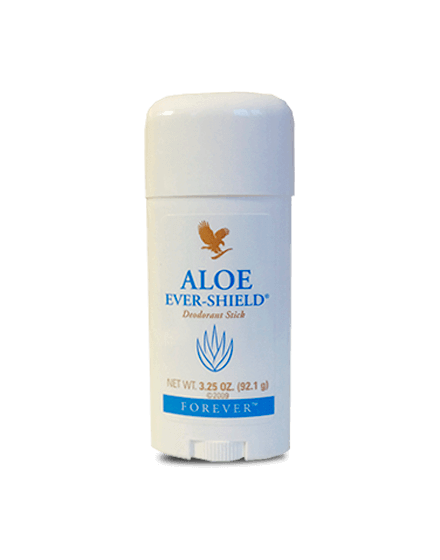 ALOE
EVER-SHIELD®
Deodorant Stick
NET WT. 3.25 OZ. (92.1 g)
©2009
FOREVER™